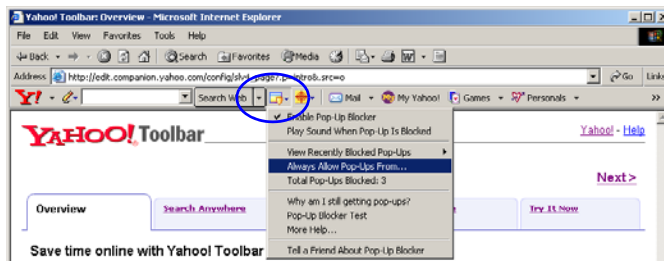 Yahoo! Toolbar: Overview - Microsoft Internet Explorer
File Edit View Favorites Tools Help
Back Search Favorites Media
Address http://edit.companion.yahoo.com/config/slv4_page?.p=intro&.src=o Go Links
Y! Search Web Mail My Yahoo! Games Personals
Enable Pop-Up Blocker
Play Sound When Pop-Up Is Blocked
YAHOO! Toolbar
Yahoo! - Help
View Recently Blocked Pop-Ups
Always Allow Pop-Ups From...
Total Pop-Ups Blocked: 3
Next >
Why am I still getting pop-ups?
Pop-Up Blocker Test
More Help...
Overview Search Anywhere Try It Now
Tell a Friend About Pop-Up Blocker
Save time online with Yahoo! Toolbar